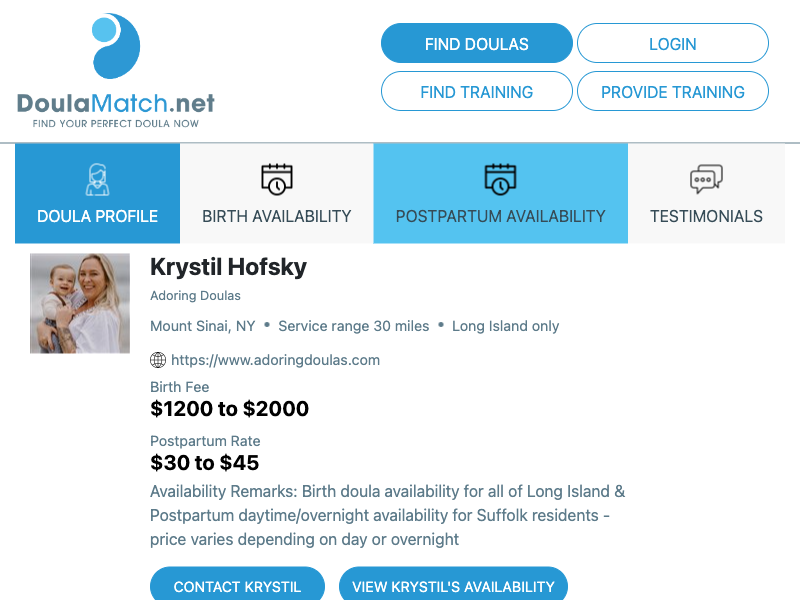 DoulaMatch.net
FIND YOUR PERFECT DOULA NOW
FIND DOULAS
LOGIN
FIND TRAINING
PROVIDE TRAINING
DOULA PROFILE
BIRTH AVAILABILITY
POSTPARTUM AVAILABILITY
TESTIMONIALS
Krystil Hofsky
Adoring Doulas
Mount Sinai, NY • Service range 30 miles • Long Island only
https://www.adoringdoulas.com
Birth Fee
$1200 to $2000
Postpartum Rate
$30 to $45
Availability Remarks: Birth doula availability for all of Long Island &
Postpartum daytime/overnight availability for Suffolk residents -
price varies depending on day or overnight
CONTACT KRYSTIL
VIEW KRYSTIL'S AVAILABILITY